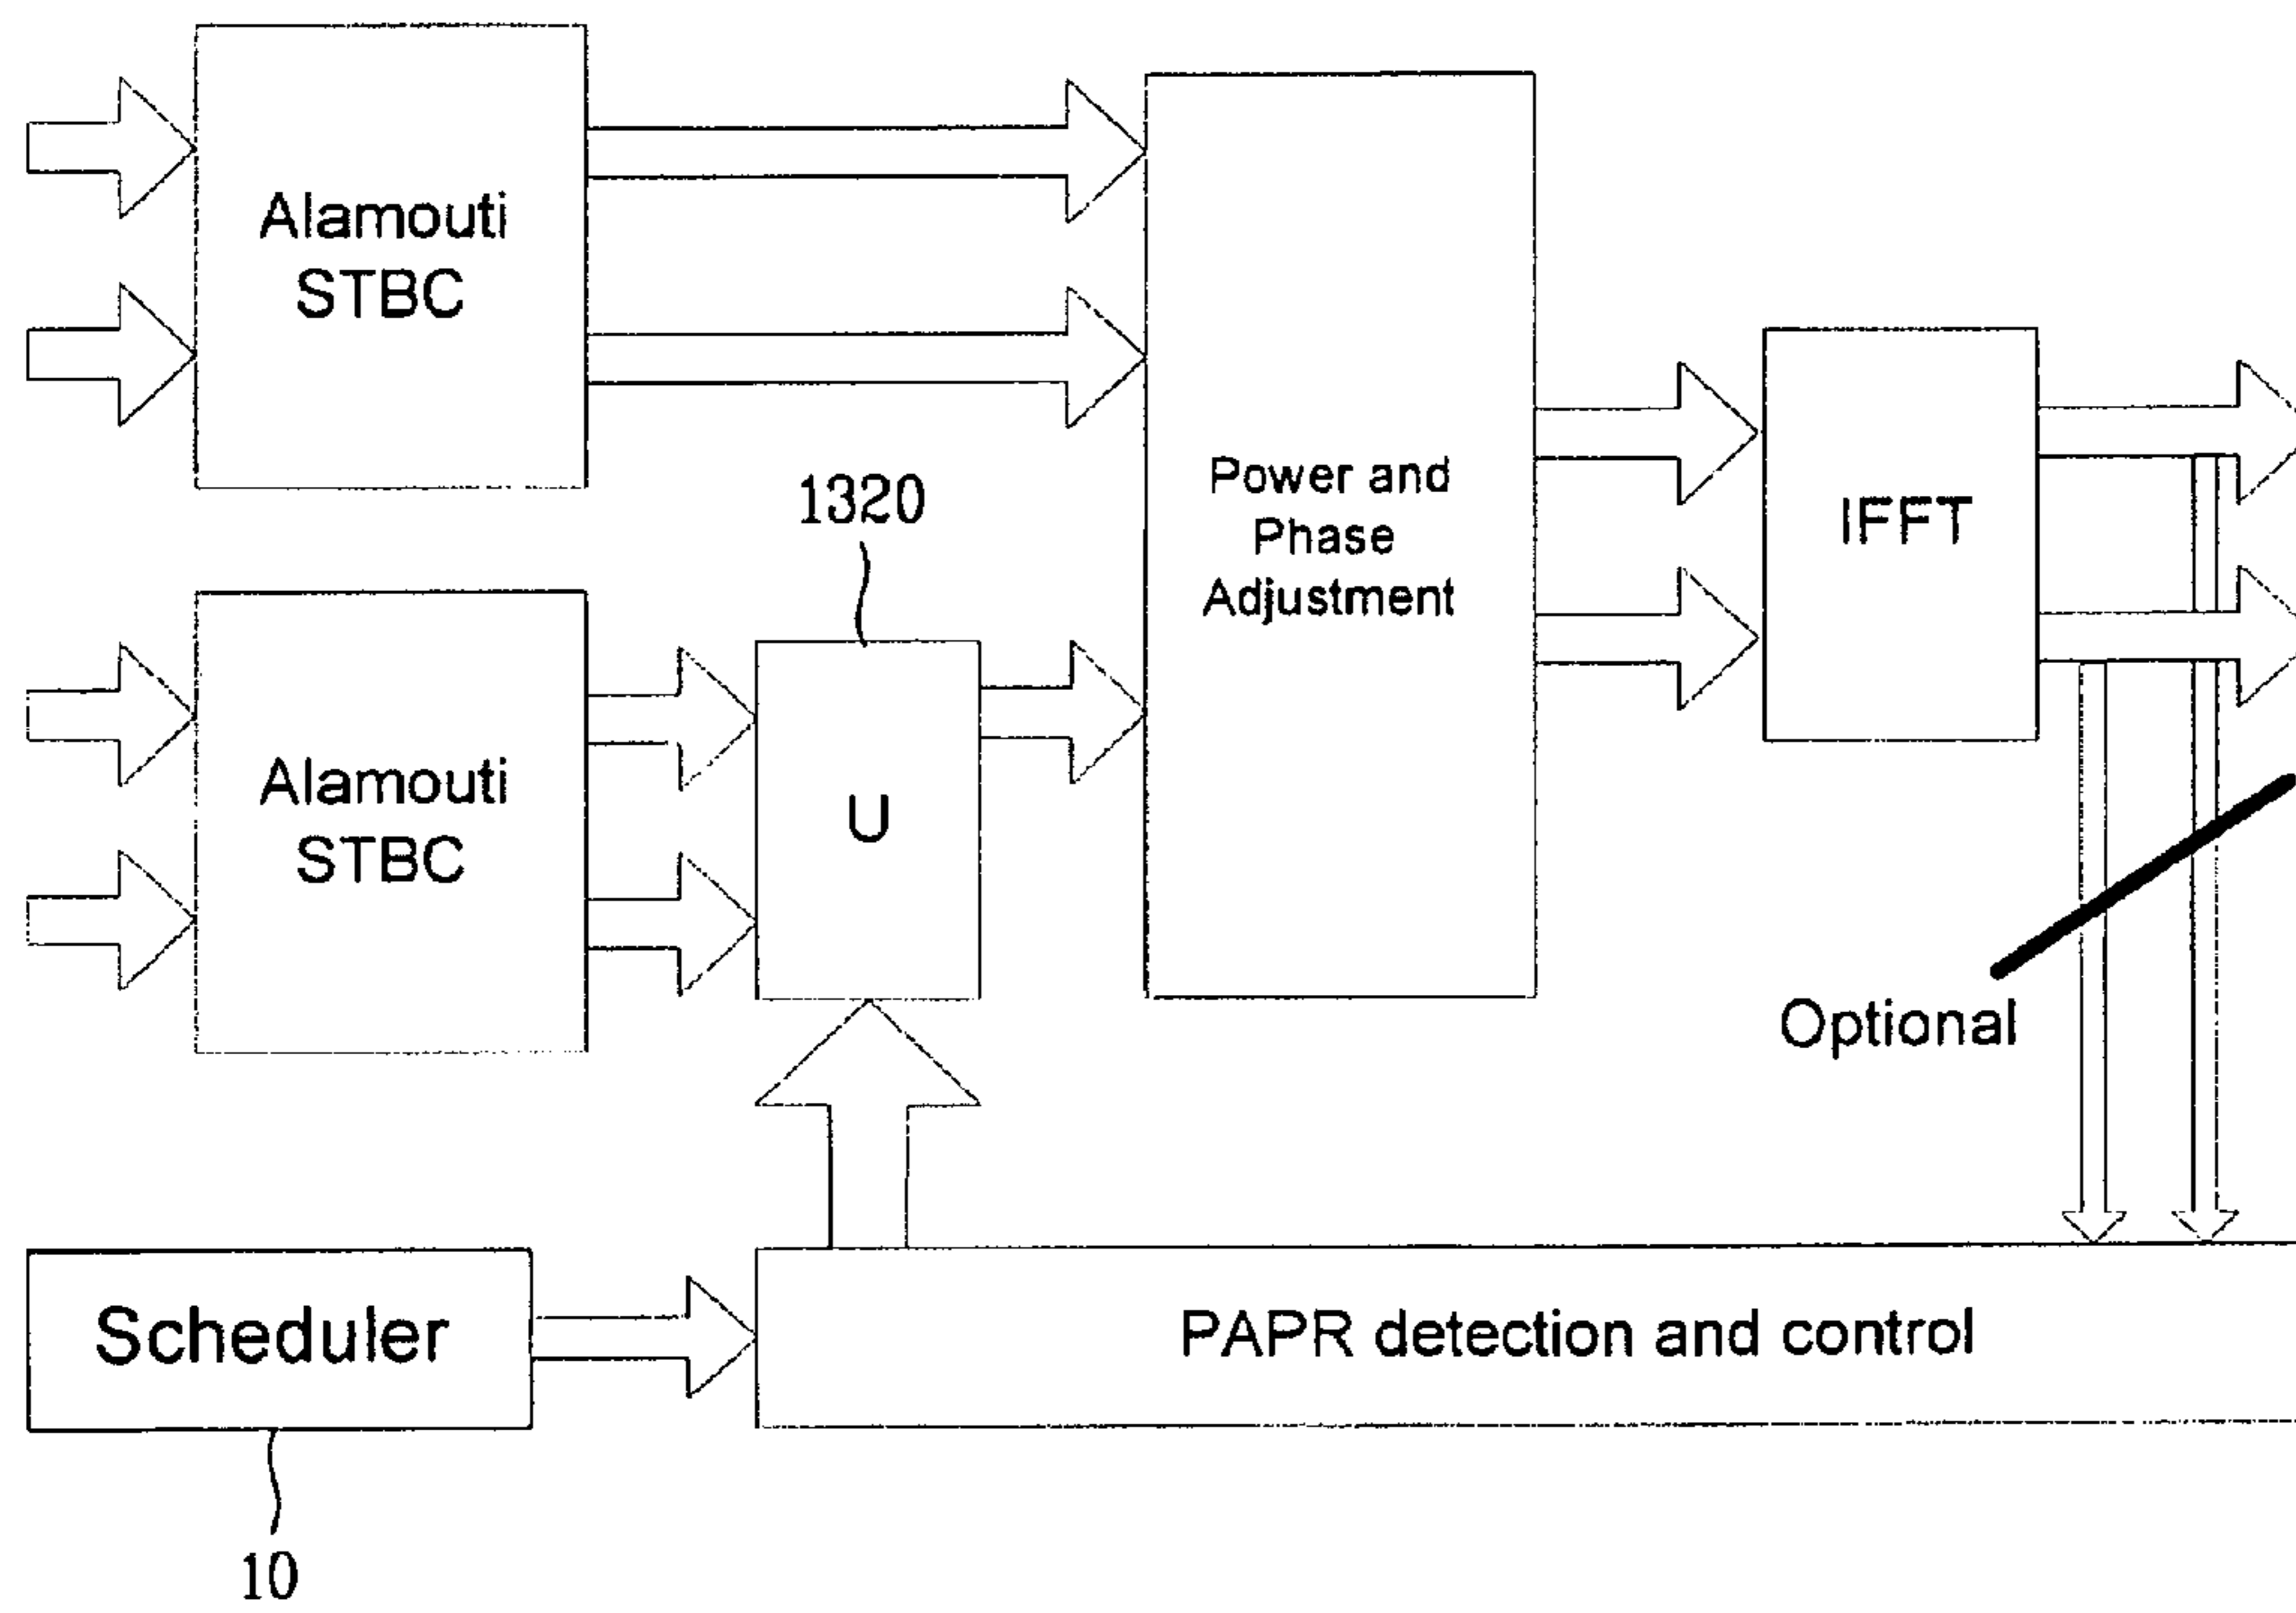 Alamouti
STBC
1320
Power and
Phase
Adjustment
IFFT
Alamouti
STBC
U
Optional
Scheduler
PAPR detection and control
10